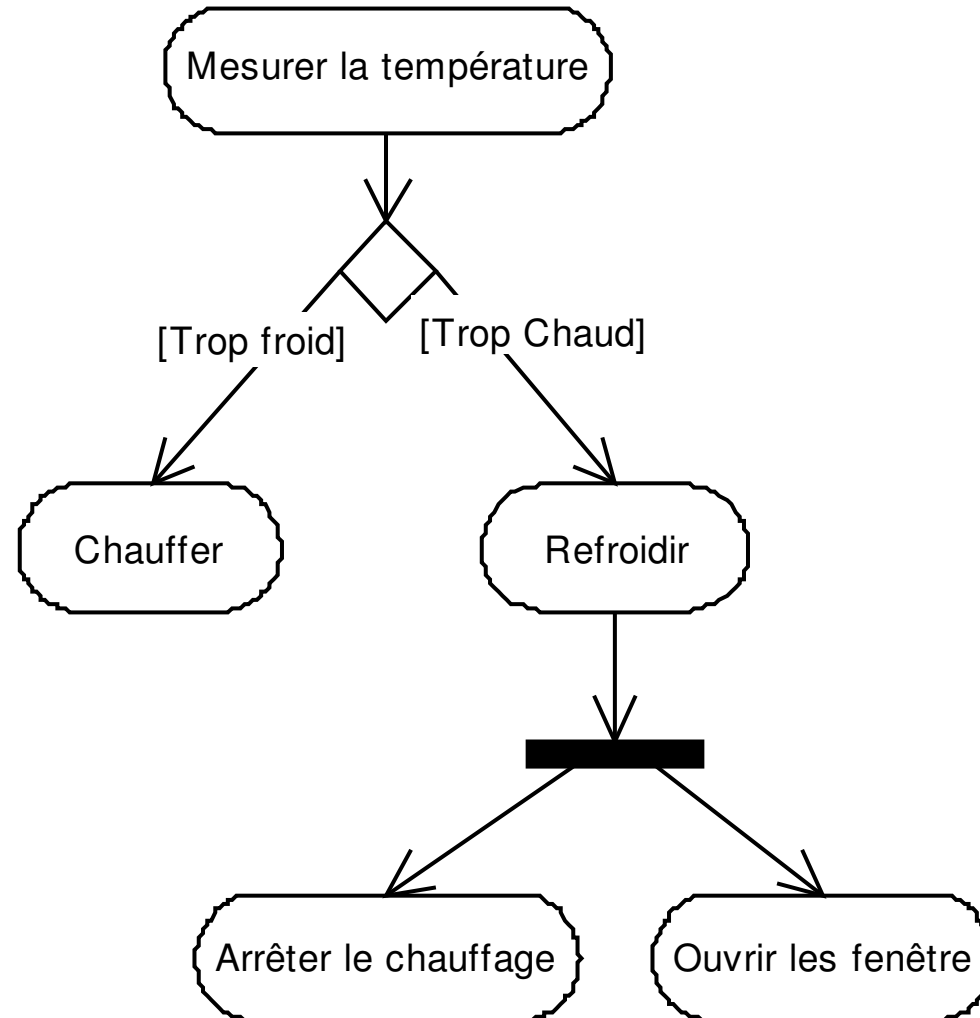 Mesurer la température
[Trop froid]
[Trop Chaud]
Chauffer
Refroidir
Arrêter le chauffage
Ouvrir les fenêtre